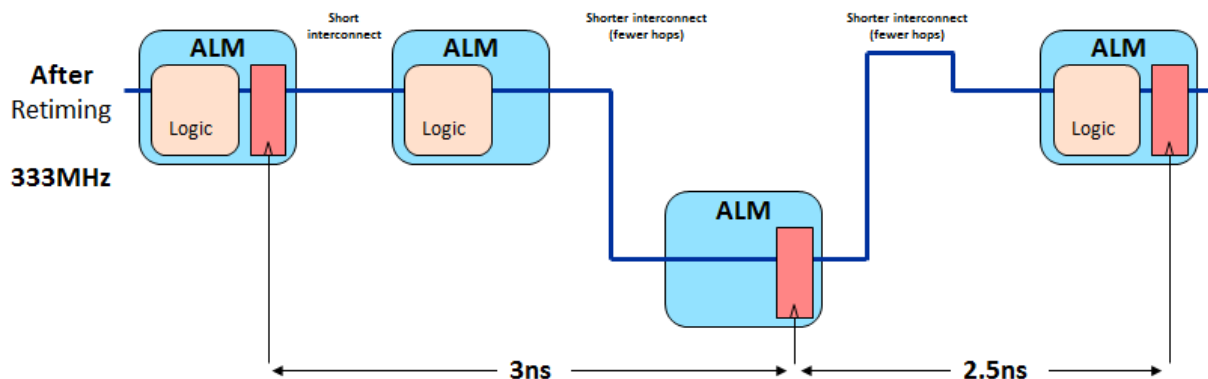 Short
interconnect
Shorter interconnect
(fewer hops)
Shorter interconnect
(fewer hops)
After
Retiming
333MHz
ALM
Logic
ALM
Logic
ALM
ALM
Logic
3ns
2.5ns